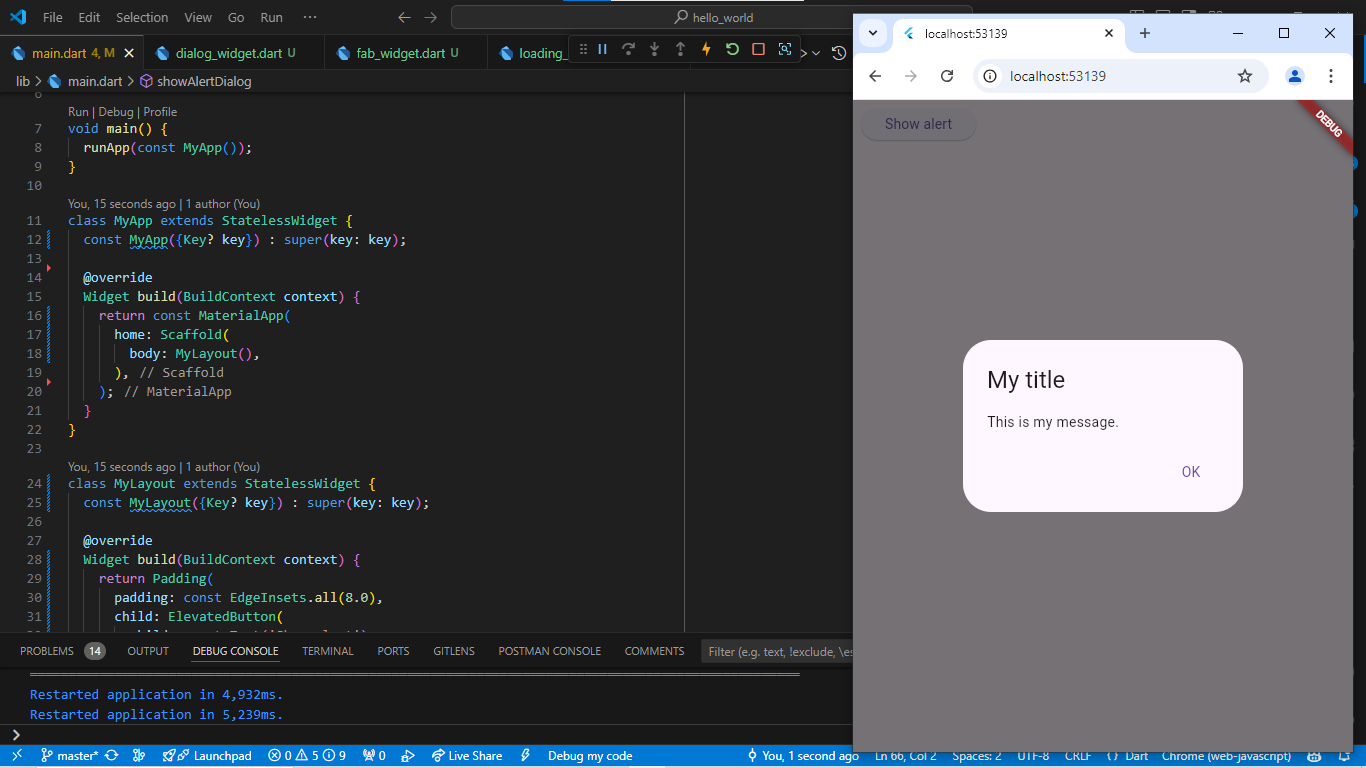 File Edit Selection View Go Run ···
hello_world
main.dart 4, M
dialog_widget.dart U
fab_widget.dart U
loading_
lib > main.dart > showAlertDialog
6
Run | Debug | Profile
7 void main() {
8 runApp(const MyApp());
9 }
10
You, 15 seconds ago | 1 author (You)
11 class MyApp extends StatelessWidget {
12 const MyApp({Key? key}) : super(key: key);
13
14 @override
15 Widget build(BuildContext context) {
16 return const MaterialApp(
17 home: Scaffold(
18 body: MyLayout(),
19 ), // Scaffold
20 ); // MaterialApp
21 }
22 }
23
You, 15 seconds ago | 1 author (You)
24 class MyLayout extends StatelessWidget {
25 const MyLayout({Key? key}) : super(key: key);
26
27 @override
28 Widget build(BuildContext context) {
29 return Padding(
30 padding: const EdgeInsets.all(8.0),
31 child: ElevatedButton(
PROBLEMS 14 OUTPUT DEBUG CONSOLE TERMINAL PORTS GITLENS POSTMAN CONSOLE COMMENTS
Filter (e.g. text, !exclude, \es
Restarted application in 4,932ms.
Restarted application in 5,239ms.
>
master* Launchpad 0 5 9 0 Live Share Debug my code You, 1 second ago Ln 66, Col 2 Spaces: 2 UTF-8 CRLF {} Dart Chrome (web-javascript)
localhost:53139
localhost:53139
Show alert
DEBUG
My title
This is my message.
OK